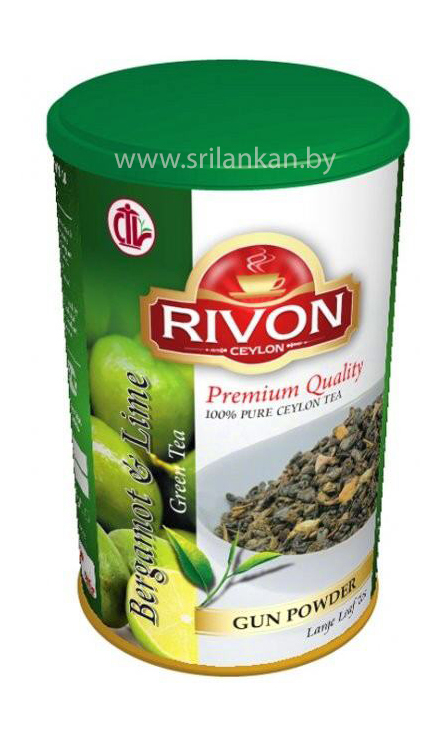 www.srilankan.by
RIVON
CEYLON
Premium Quality
100% PURE CEYLON TEA
Bergamot & Lime
Green Tea
GUN POWDER
Large Leaf